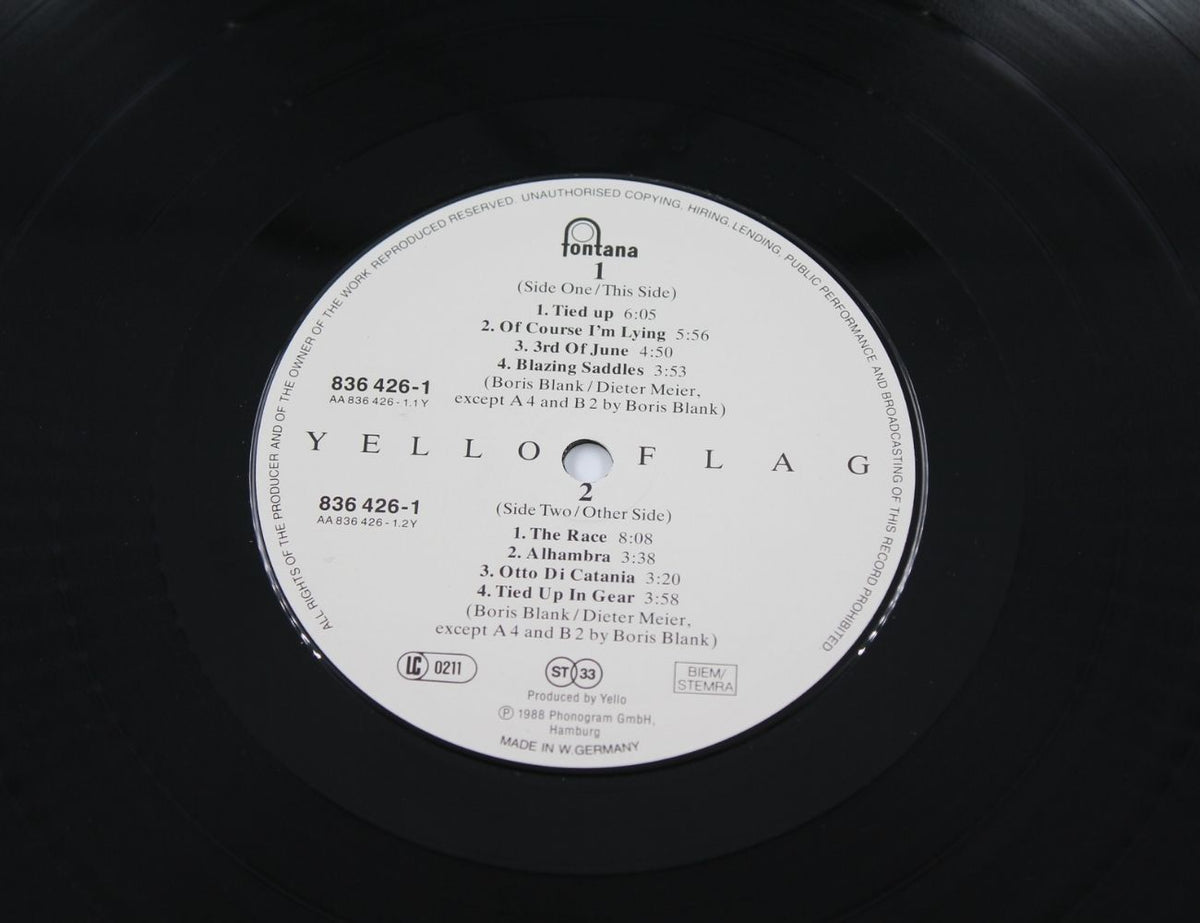 ALL RIGHTS OF THE PRODUCER AND OF THE OWNER OF THE WORK REPRODUCED RESERVED. UNAUTHORISED COPYING, HIRING, LENDING, PUBLIC PERFORMANCE AND BROADCASTING OF THIS RECORD PROHIBITED
fontana
1
(Side One/This Side)
1. Tied up 6:05
2. Of Course I'm Lying 5:56
3. 3rd Of June 4:50
4. Blazing Saddles 3:53
(Boris Blank/Dieter Meier,
except A4 and B2 by Boris Blank)
836 426-1
AA 836 426-1.1 Y
YELLO FLAG
2
(Side Two/Other Side)
836 426-1
AA 836 426-1.2 Y
1. The Race 8:08
2. Alhambra 3:38
3. Otto Di Catania 3:20
4. Tied Up In Gear 3:58
(Boris Blank/Dieter Meier,
except A4 and B2 by Boris Blank)
LC 0211
ST 33
BIEM/
STEMRA
Produced by Yello
Ⓟ 1988 Phonogram GmbH,
Hamburg
MADE IN W. GERMANY